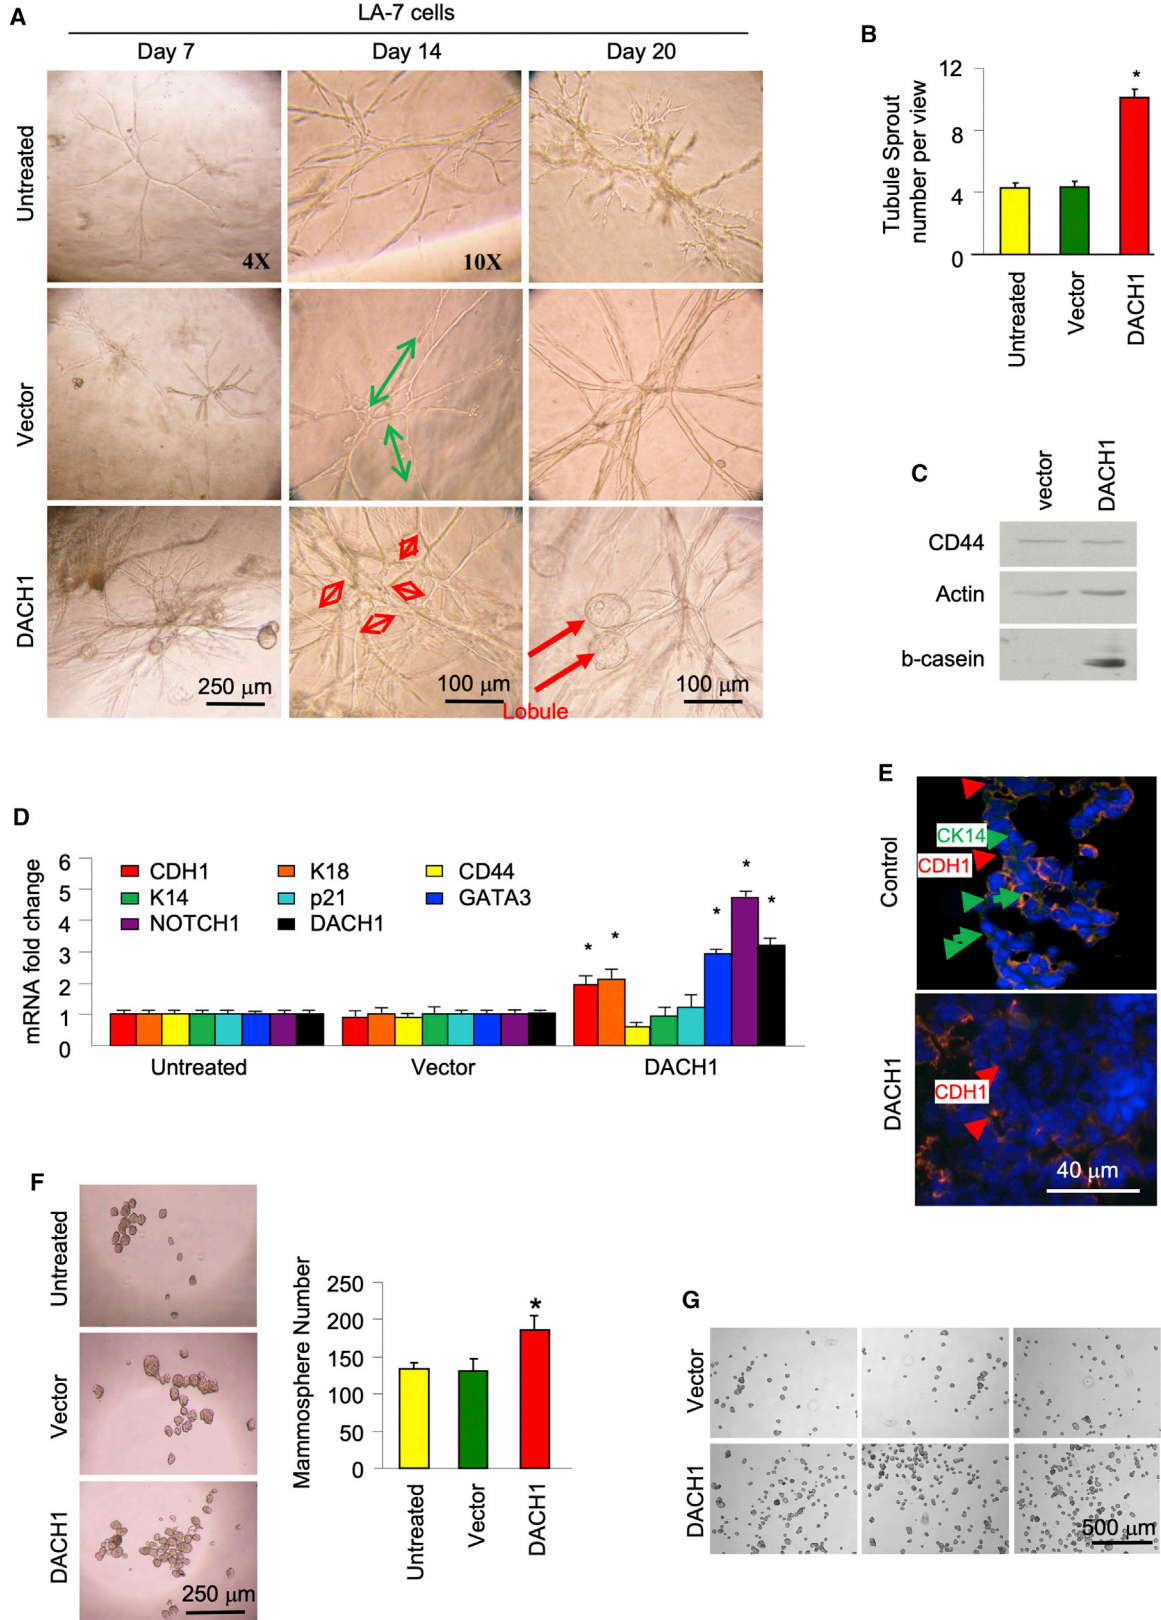 A
LA-7 cells
Day 7
Day 14
Day 20
Untreated
4X
10X
Vector
DACH1
250 μm
100 μm
100 μm
Lobule
B
Tubule Sprout
number per view
12
8
4
0
*
Untreated
Vector
DACH1
C
vector
DACH1
CD44
Actin
b-casein
D
mRNA fold change
6
5
4
3
2
1
0
CDH1
K18
CD44
K14
p21
GATA3
NOTCH1
DACH1
*
*
*
*
*
Untreated
Vector
DACH1
E
Control
CK14
CDH1
DACH1
CDH1
40 μm
F
Untreated
Vector
DACH1
250 μm
Mammosphere Number
250
200
150
100
50
0
*
Untreated
Vector
DACH1
G
Vector
DACH1
500 μm